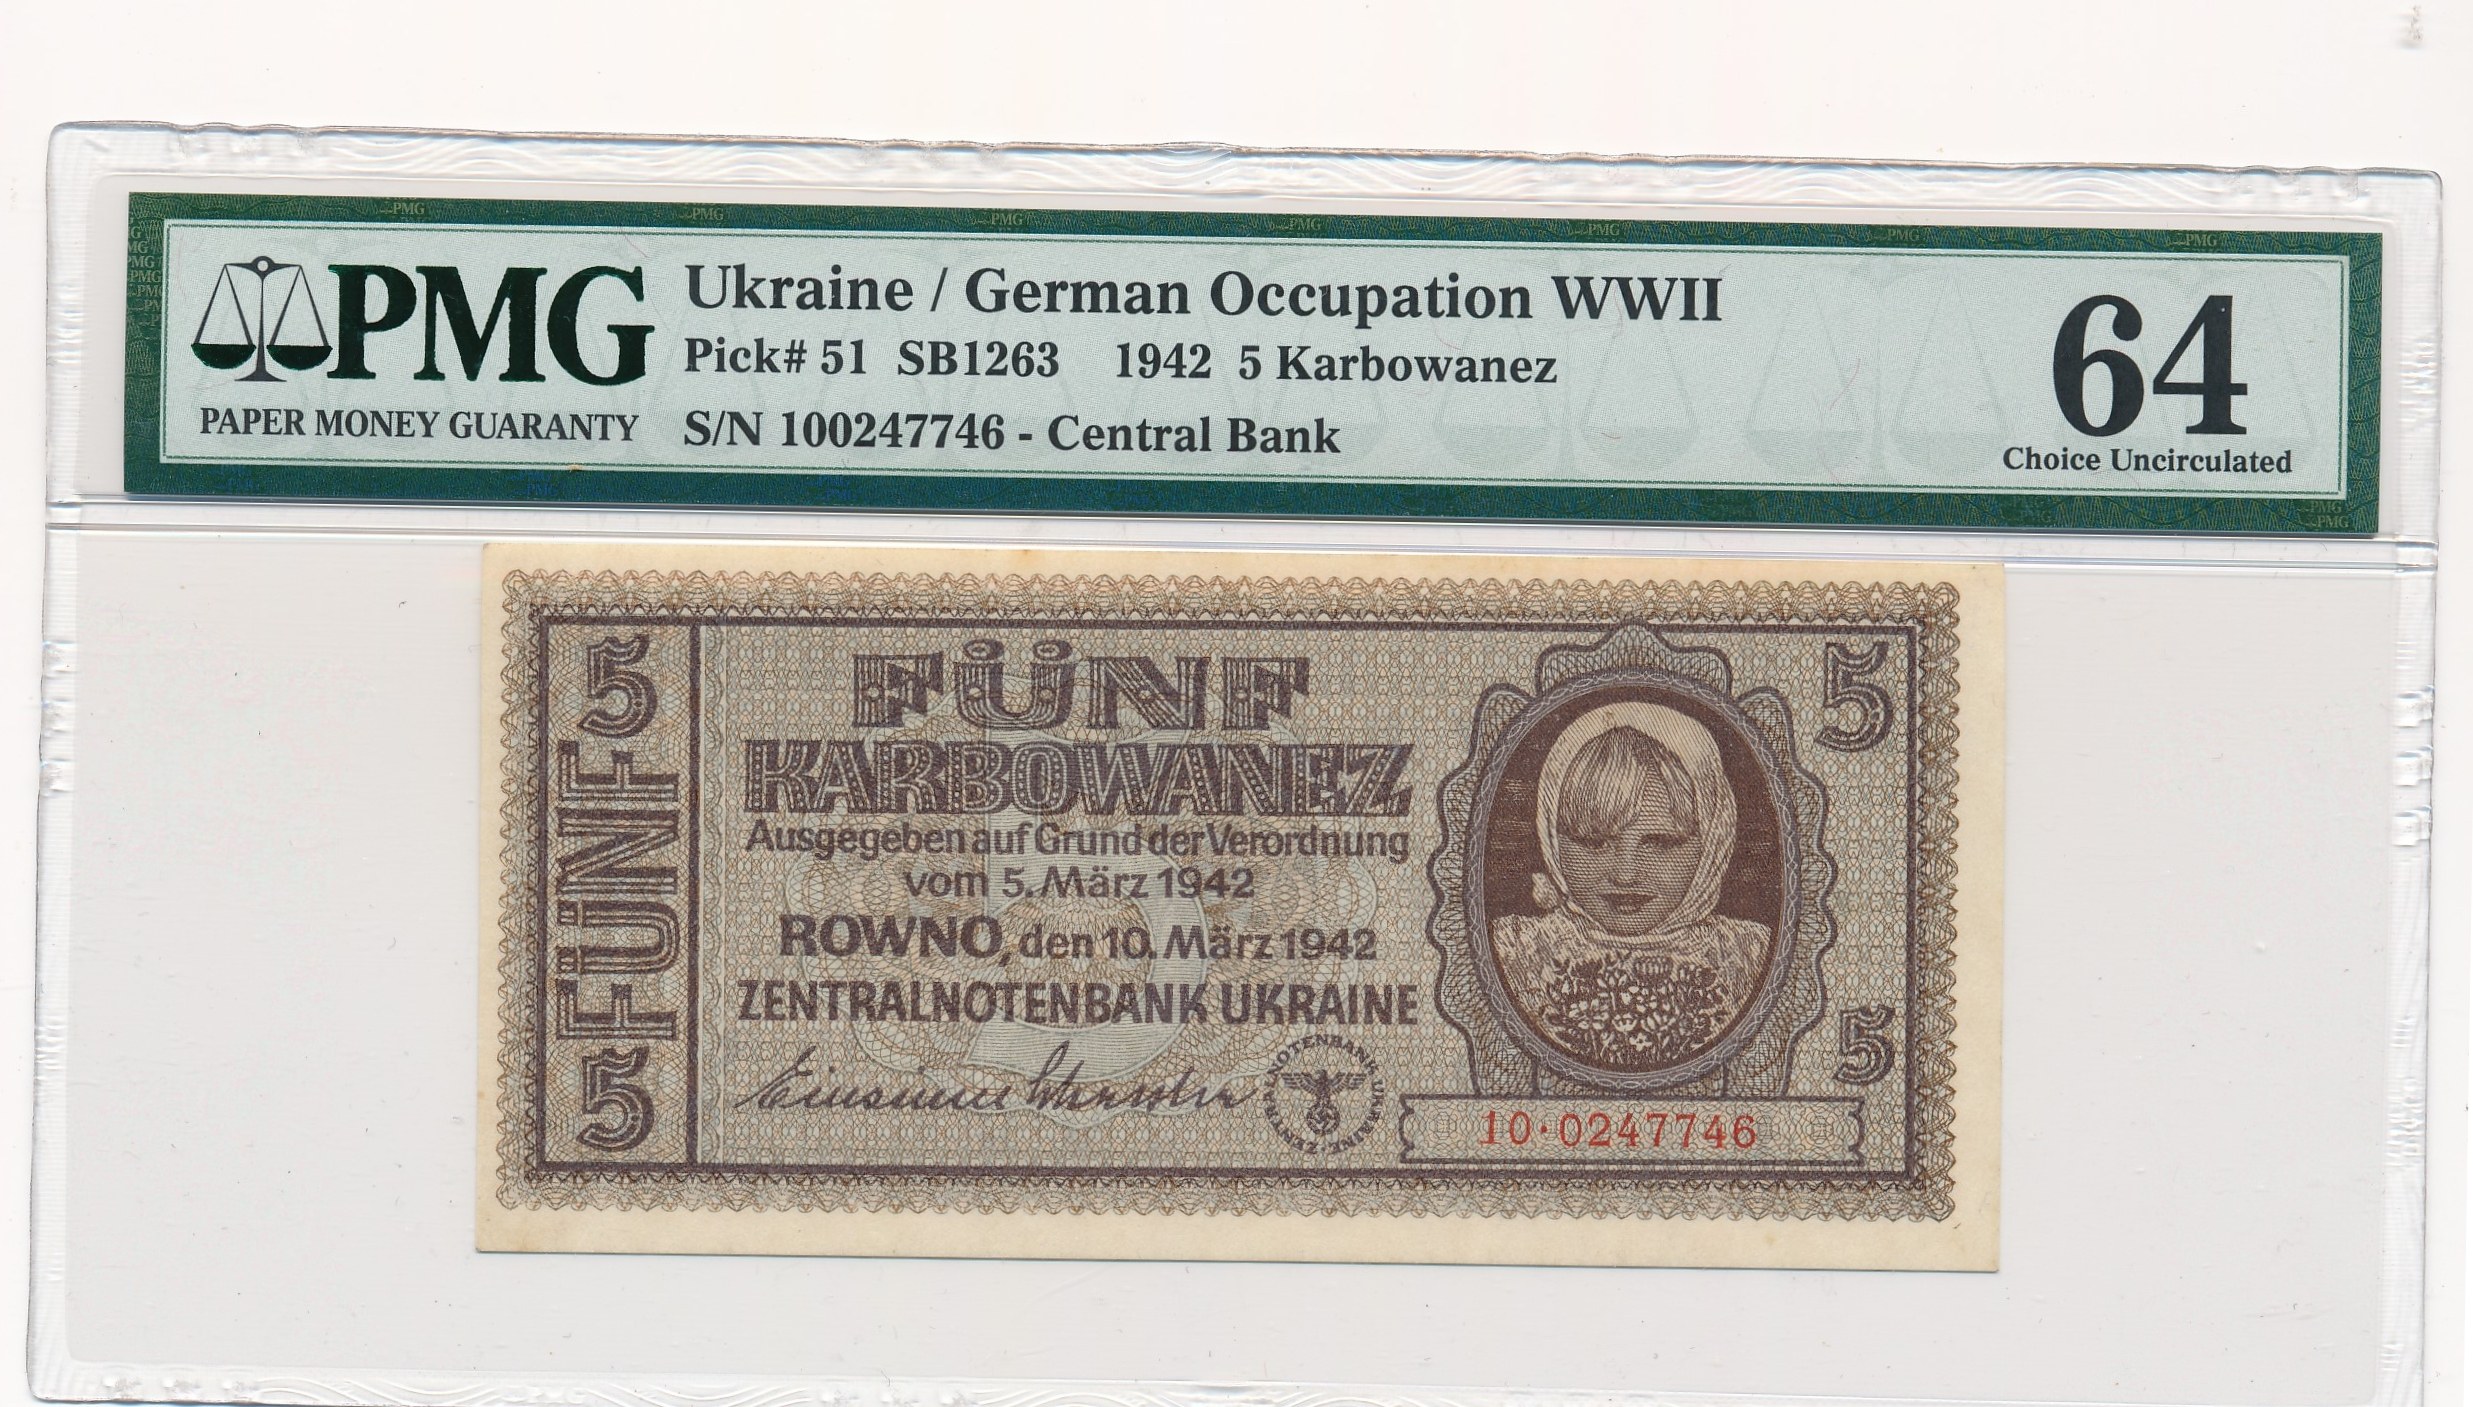 PMG
PAPER MONEY GUARANTY
Ukraine / German Occupation WWII
Pick# 51 SB1263 1942 5 Karbowanez
S/N 100247746 - Central Bank
64
Choice Uncirculated
5
FÜNF
5
FÜNF
KARBOWANEZ
Ausgegeben auf Grund der Verordnung
vom 5. März 1942
ROWNO, den 10. März 1942
ZENTRALNOTENBANK UKRAINE
ZENTRALNOTENBANK UKRAINE
5
5
10·0247746